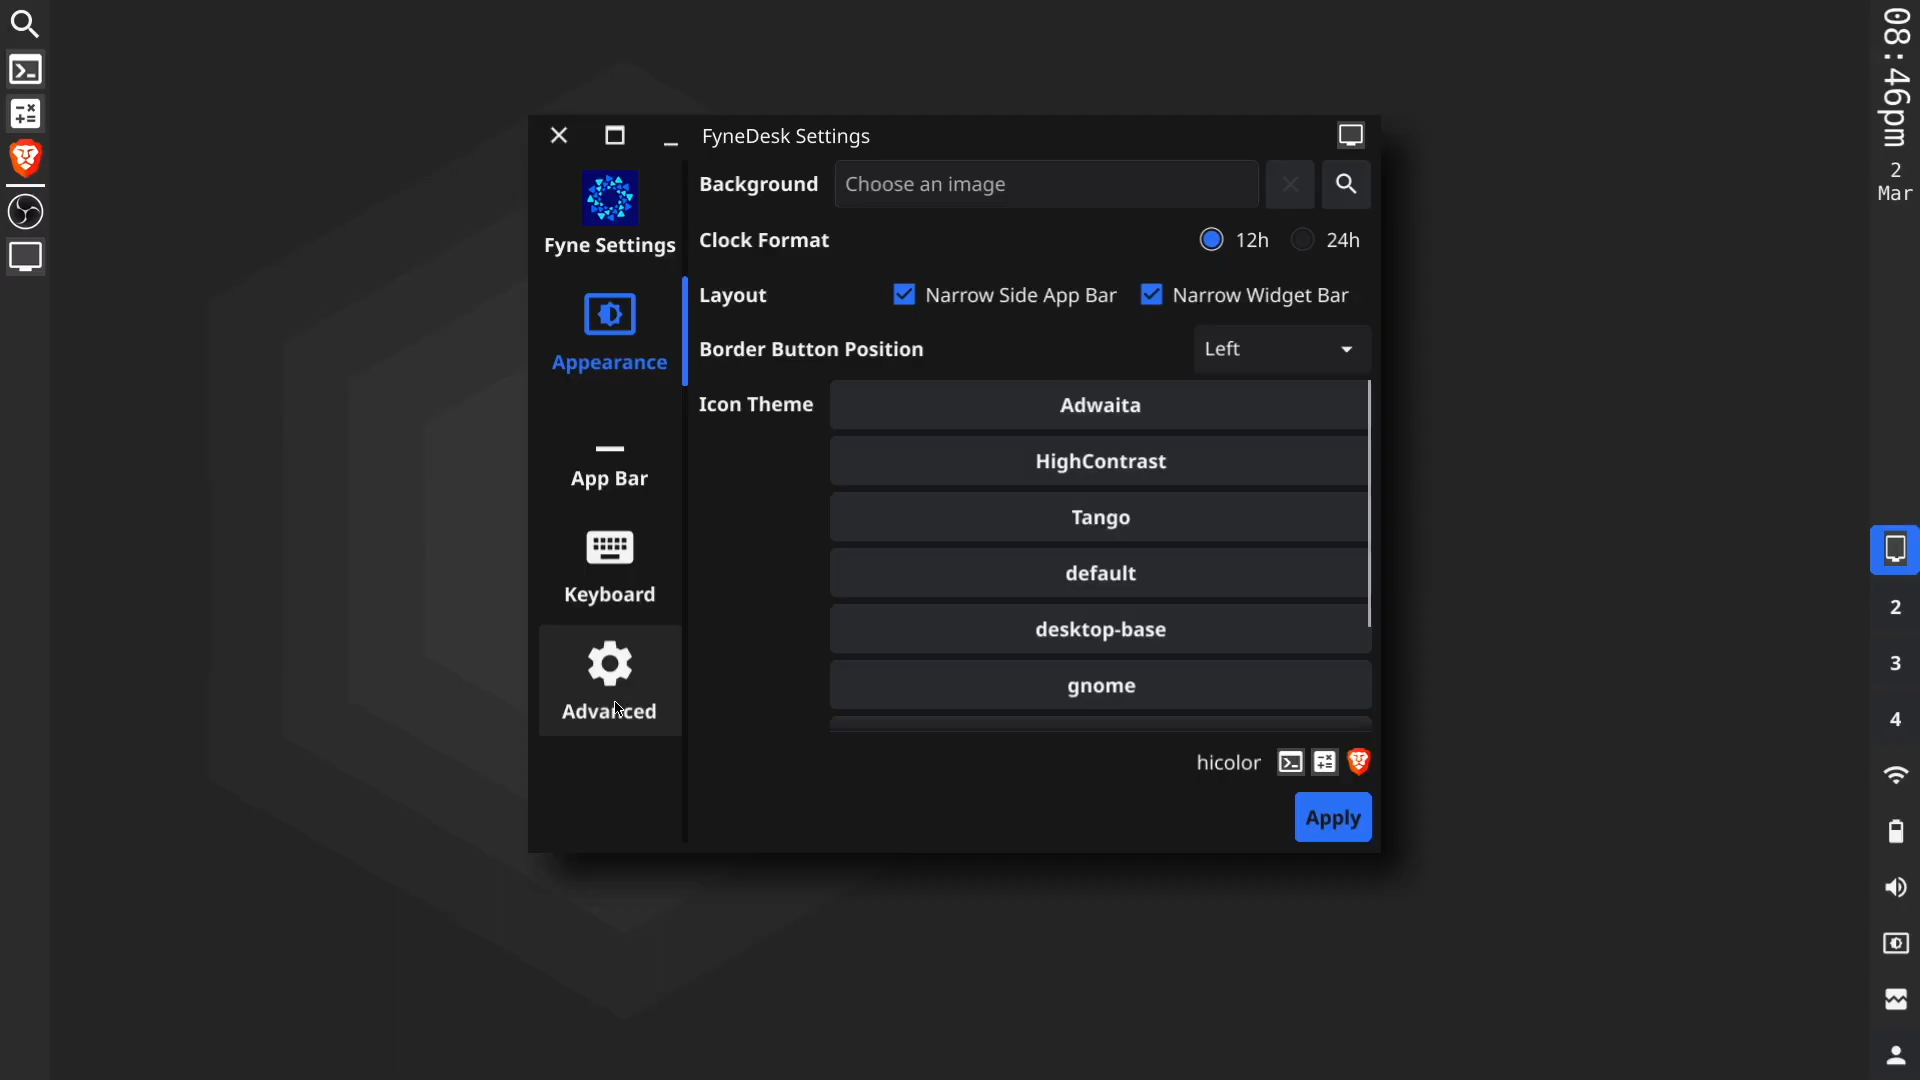 FyneDesk Settings
Fyne Settings
Appearance
App Bar
Keyboard
Advanced
Background Choose an image
Clock Format 12h 24h
Layout Narrow Side App Bar Narrow Widget Bar
Border Button Position Left
Icon Theme Adwaita
HighContrast
Tango
default
desktop-base
gnome
hicolor
Apply
08:46pm
2
Mar
2
3
4